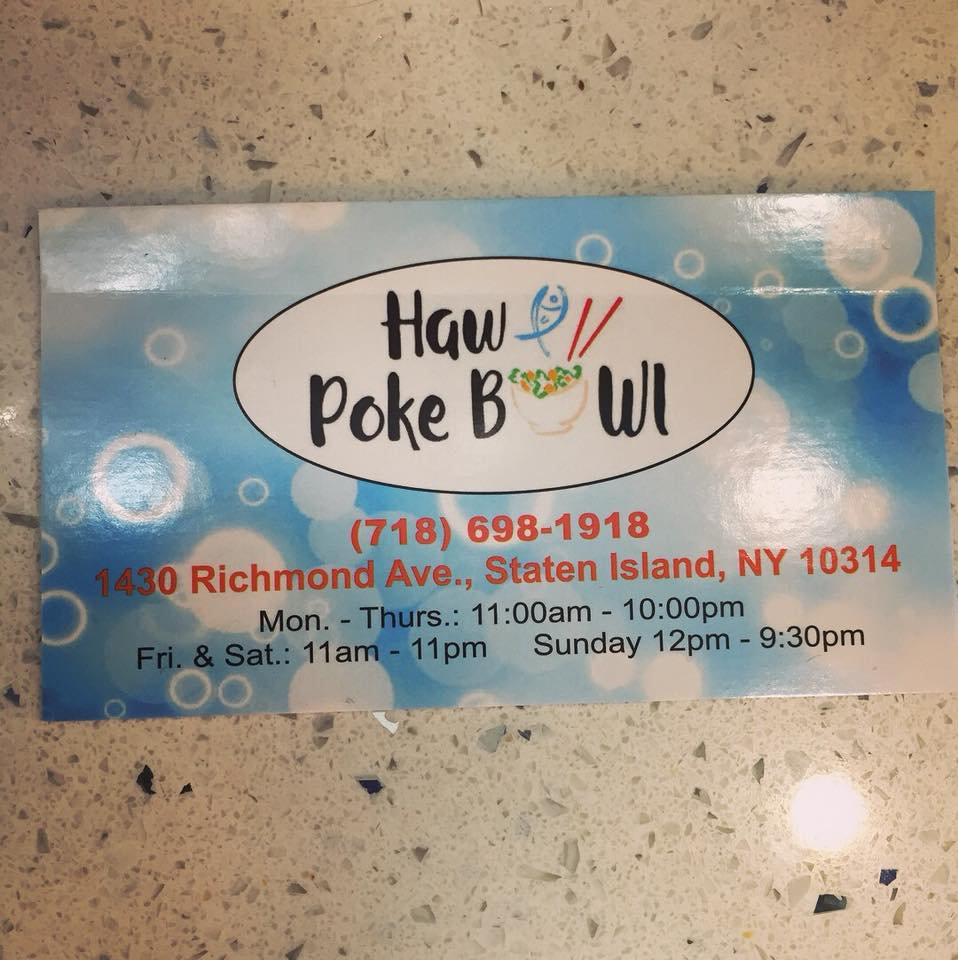 Haw
Poke Bowl
(718) 698-1918
1430 Richmond Ave., Staten Island, NY 10314
Mon. - Thurs.: 11:00am - 10:00pm
Fri. & Sat.: 11am - 11pm Sunday 12pm - 9:30pm